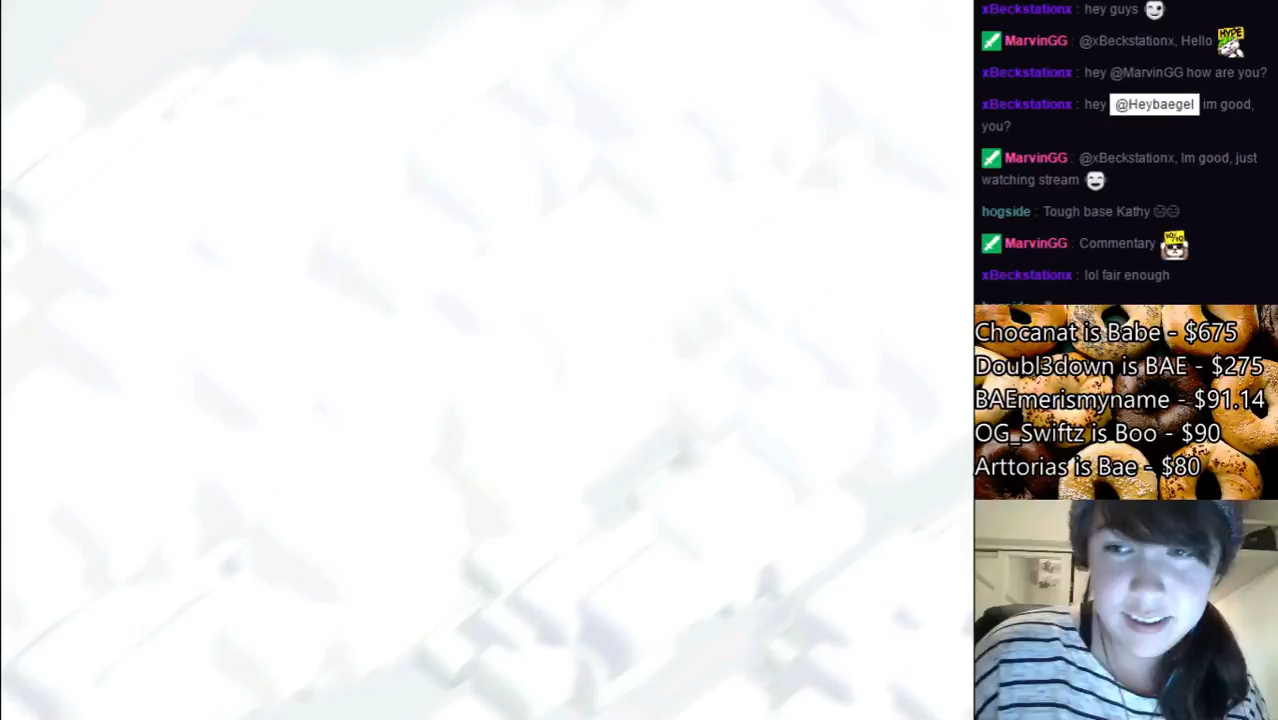 xBeckstationx : hey guys
MarvinGG : @xBeckstationx, Hello HYPE
xBeckstationx : hey @MarvinGG how are you?
xBeckstationx : hey @Heybaegel im good,
you?
MarvinGG : @xBeckstationx, Im good, just
watching stream
hogside : Tough base Kathy
MarvinGG : Commentary
xBeckstationx : lol fair enough
Chocanat is Babe - $675
Doubl3down is BAE - $275
BAEmerismyname - $91.14
OG_Swiftz is Boo - $90
Arttorias is Bae - $80